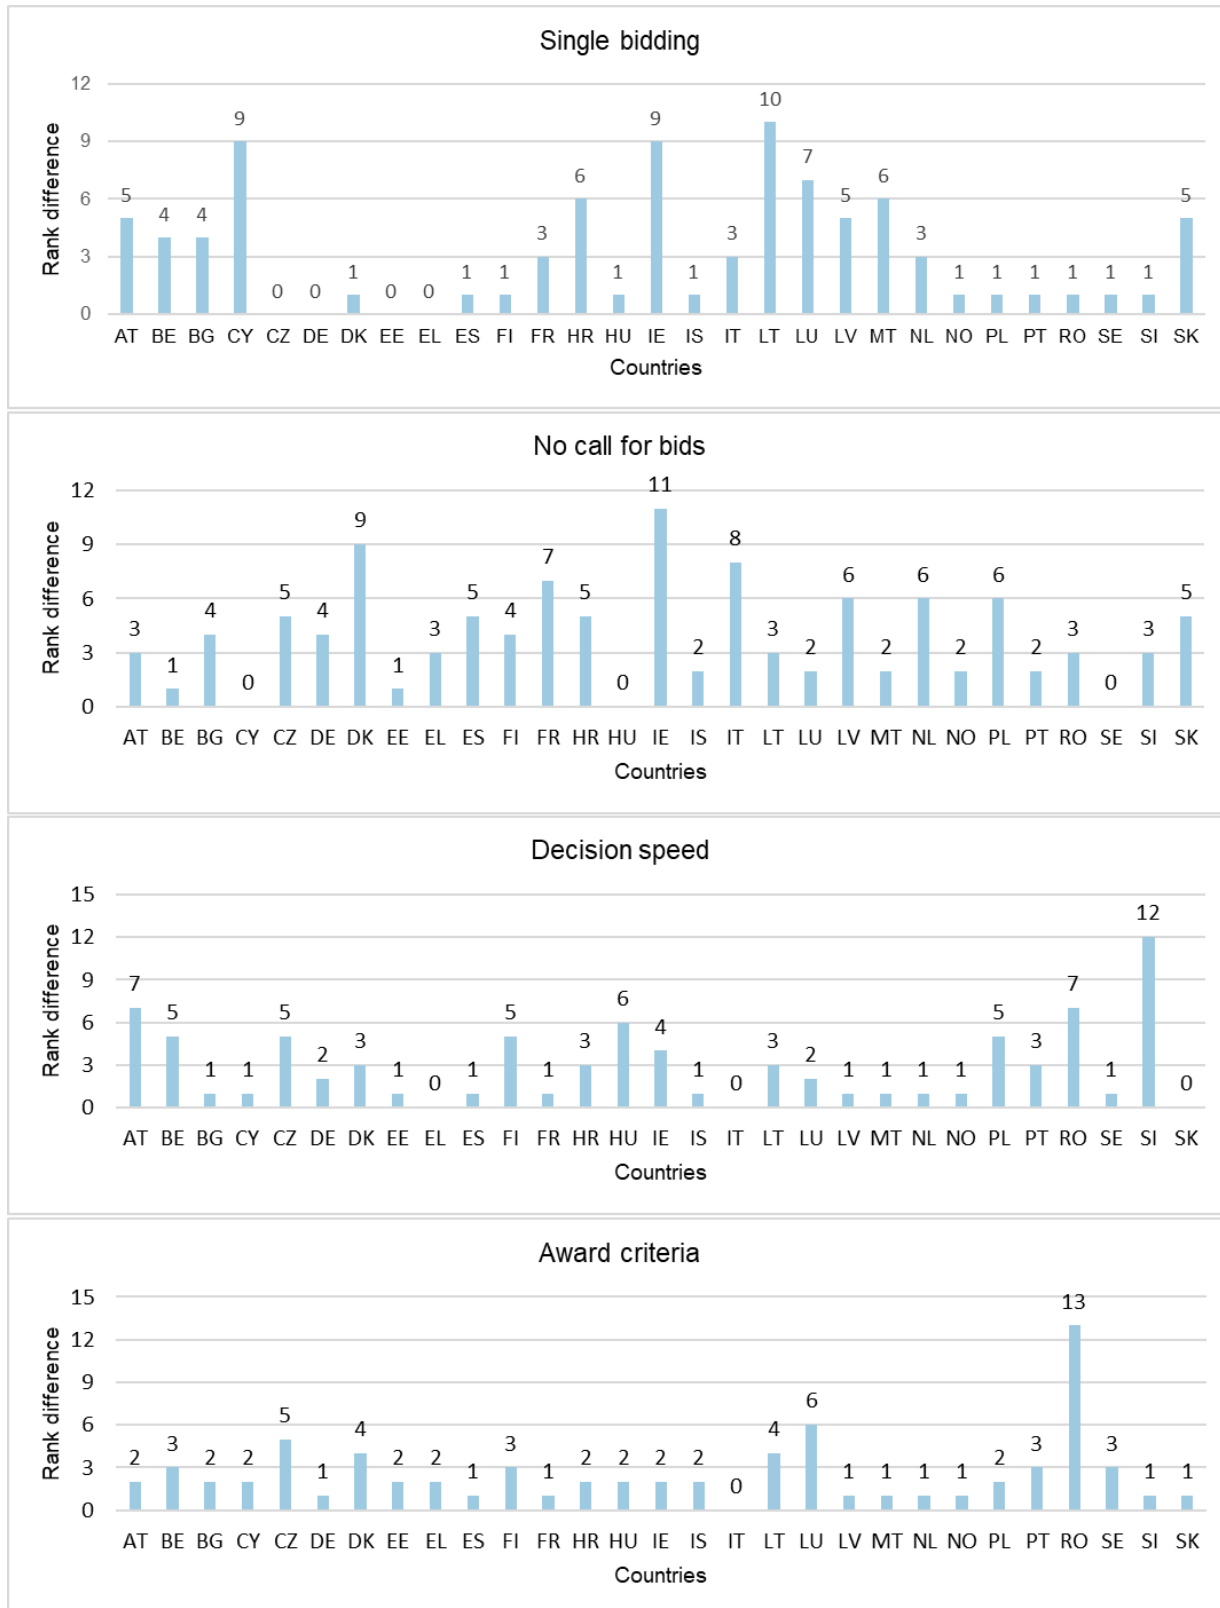 Single bidding
12
9
6
3
0
Rank difference
5 4 4 9 0 0 1 0 0 1 1 3 6 1 9 1 3 10 7 5 6 3 1 1 1 1 1 1 5
AT BE BG CY CZ DE DK EE EL ES FI FR HR HU IE IS IT LT LU LV MT NL NO PL PT RO SE SI SK
Countries
No call for bids
12
9
6
3
0
Rank difference
3 1 4 0 5 4 9 1 3 5 4 7 5 0 11 2 8 3 2 6 2 6 2 6 2 3 0 3 5
AT BE BG CY CZ DE DK EE EL ES FI FR HR HU IE IS IT LT LU LV MT NL NO PL PT RO SE SI SK
Countries
Decision speed
15
12
9
6
3
0
Rank difference
7 5 1 1 5 2 3 1 0 1 5 1 3 6 4 1 0 3 2 1 1 1 1 5 3 7 1 12 0
AT BE BG CY CZ DE DK EE EL ES FI FR HR HU IE IS IT LT LU LV MT NL NO PL PT RO SE SI SK
Countries
Award criteria
15
12
9
6
3
0
Rank difference
2 3 2 2 5 1 4 2 2 1 3 1 2 2 2 2 0 4 6 1 1 1 1 2 3 13 3 1 1
AT BE BG CY CZ DE DK EE EL ES FI FR HR HU IE IS IT LT LU LV MT NL NO PL PT RO SE SI SK
Countries